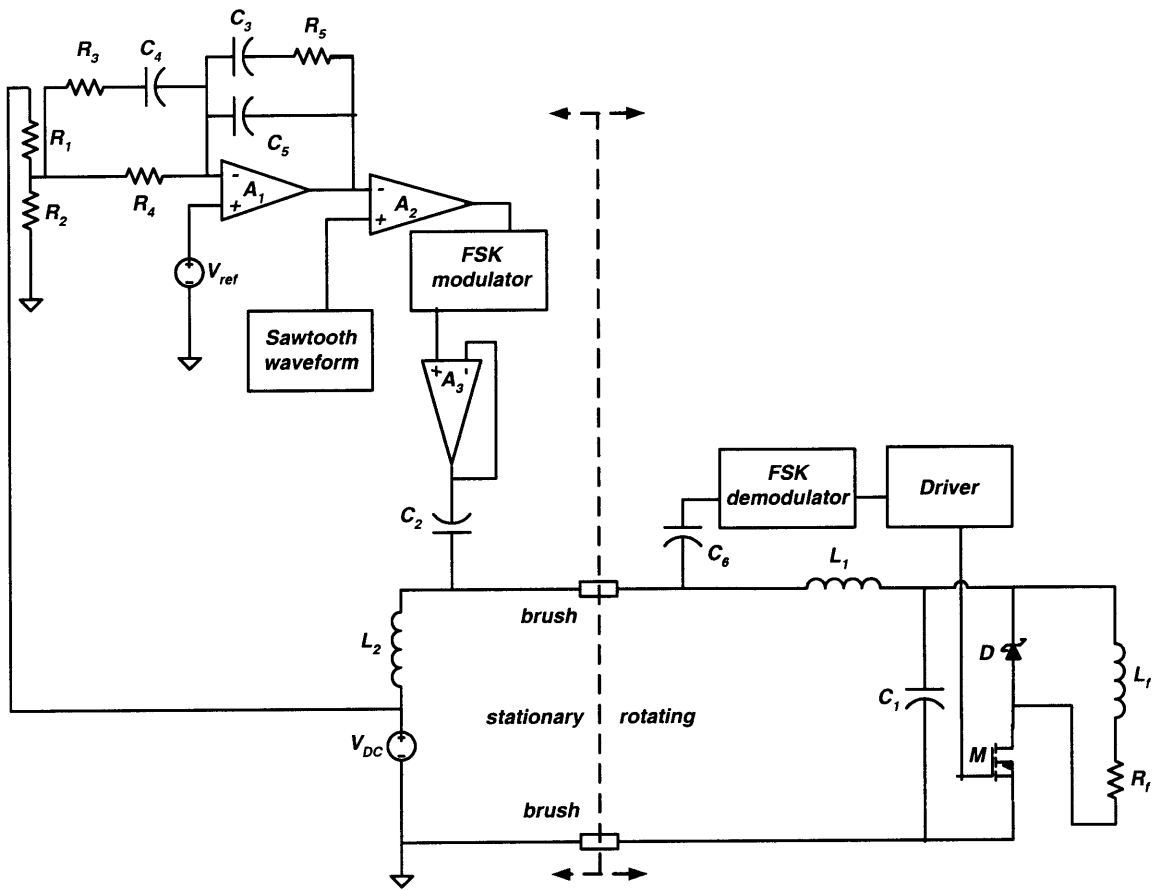 C3
R5
R3
C4
R1
C5
R2
R4
-
A1
+
-
A2
+
+
-
Vref
FSK
modulator
Sawtooth
waveform
+
A3
'
FSK
demodulator
Driver
C2
C6
L1
brush
L2
D
Lf
C1
stationary
rotating
+
-
VDC
M
Rf
brush